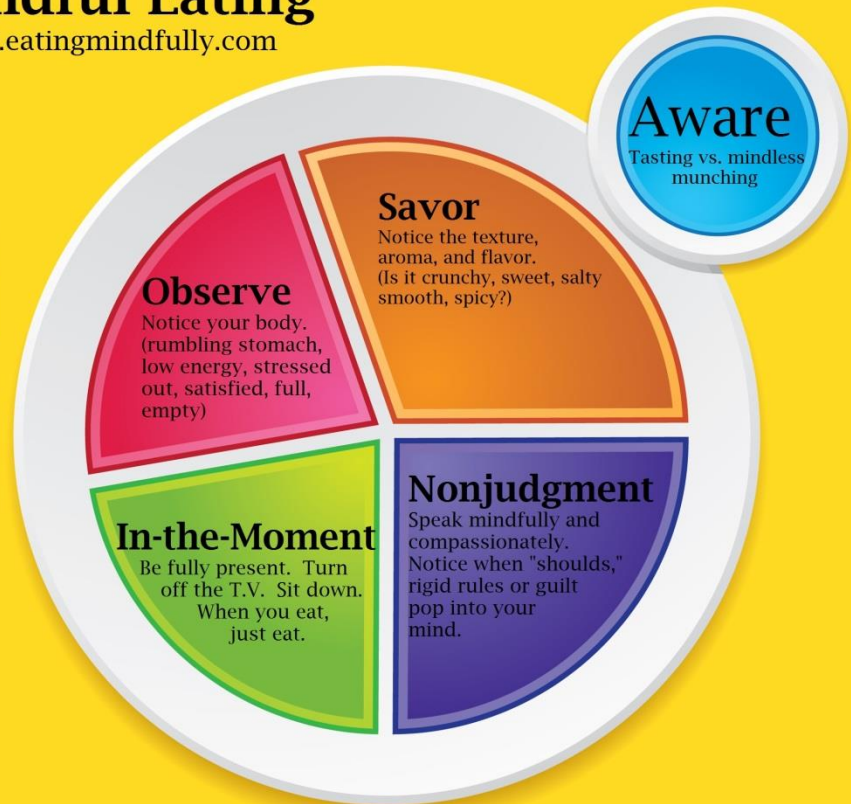 ndful Eating
.eatingmindfully.com
Aware
Tasting vs. mindless
munching
Savor
Notice the texture,
aroma, and flavor.
(Is it crunchy, sweet, salty
smooth, spicy?)
Observe
Notice your body.
(rumbling stomach,
low energy, stressed
out, satisfied, full,
empty)
In-the-Moment
Be fully present. Turn
off the T.V. Sit down.
When you eat,
just eat.
Nonjudgment
Speak mindfully and
compassionately.
Notice when "shoulds,"
rigid rules or guilt
pop into your
mind.